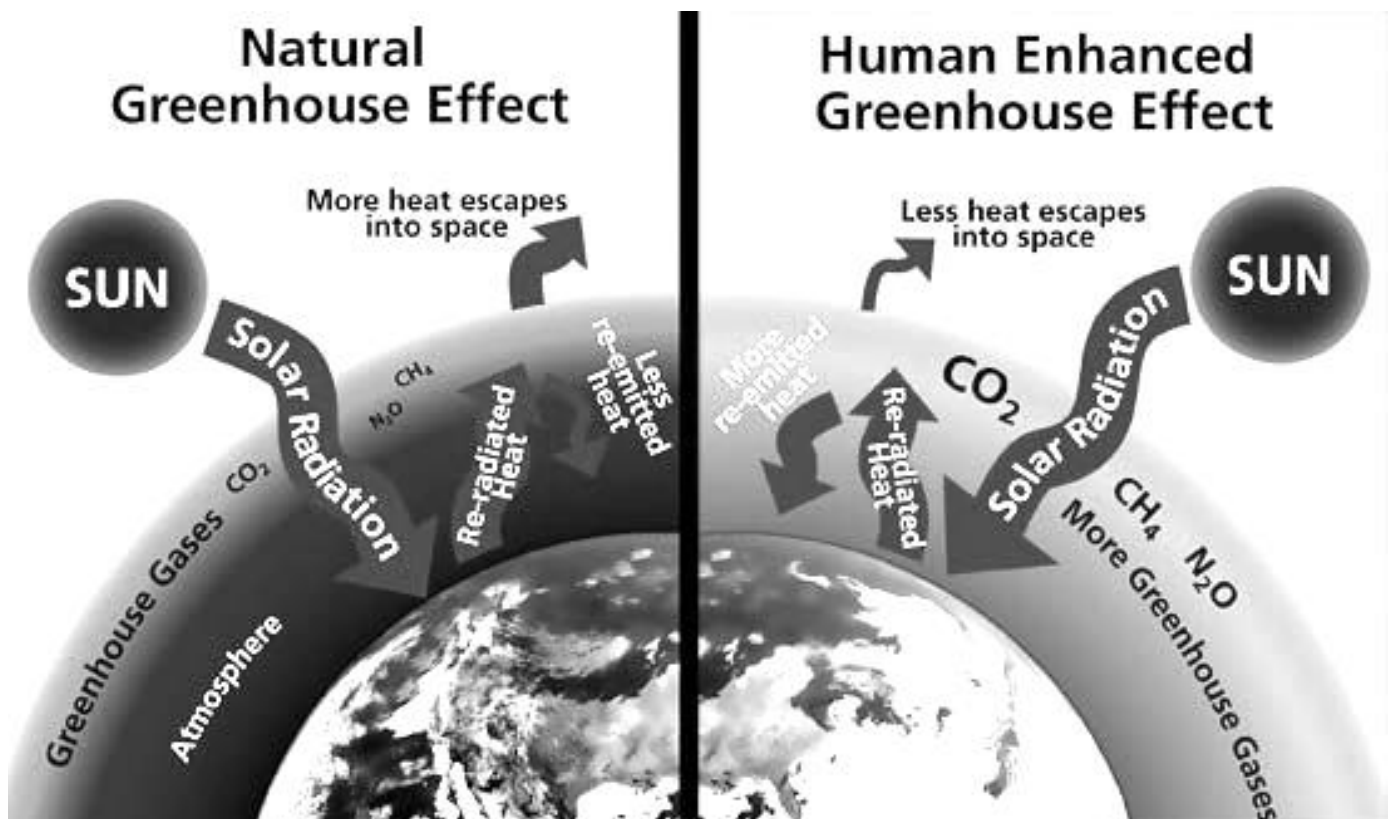 Natural
Greenhouse Effect
More heat escapes
into space
SUN
Solar Radiation
CH₄
N₂O
CO₂
Re-radiated
Heat
Less
re-emitted
heat
Greenhouse Gases
Atmosphere
Human Enhanced
Greenhouse Effect
Less heat escapes
into space
SUN
Solar Radiation
More
re-emitted
heat
Re-radiated
Heat
CO₂
CH₄
N₂O
More Greenhouse Gases